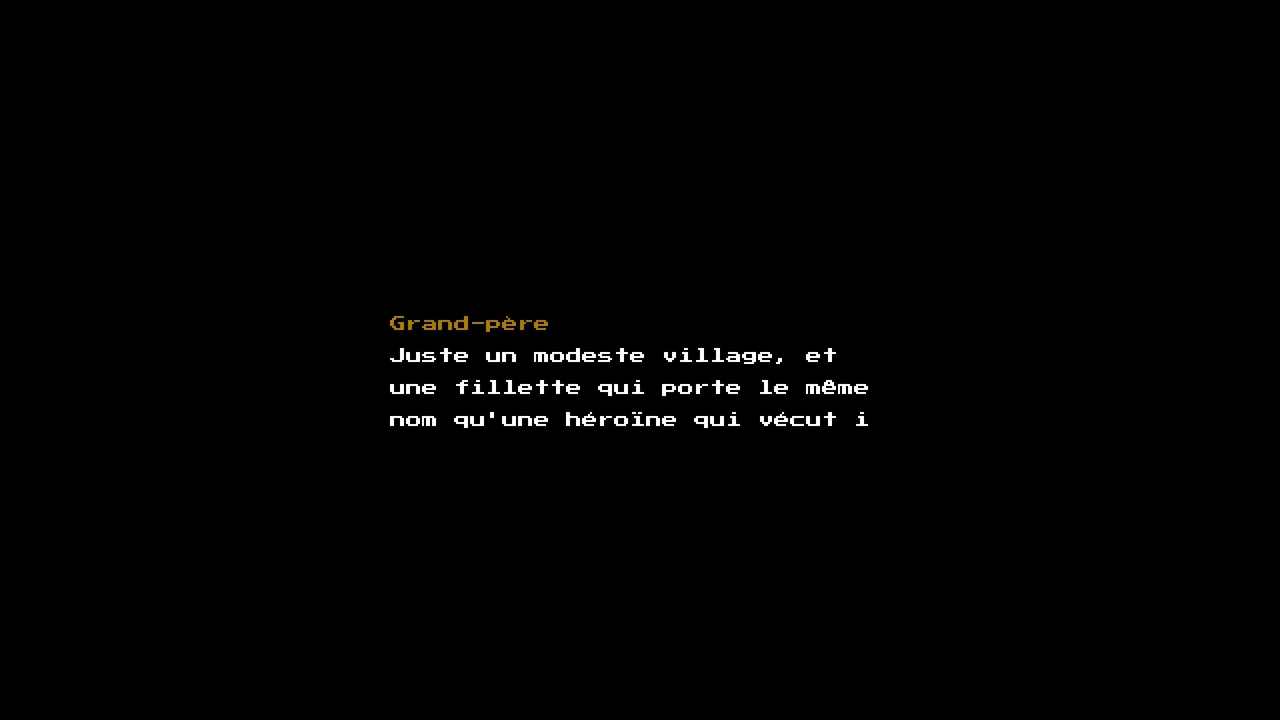 Grand-père
Juste un modeste village, et
une fillette qui porte le même
nom qu'une héroïne qui vécut i